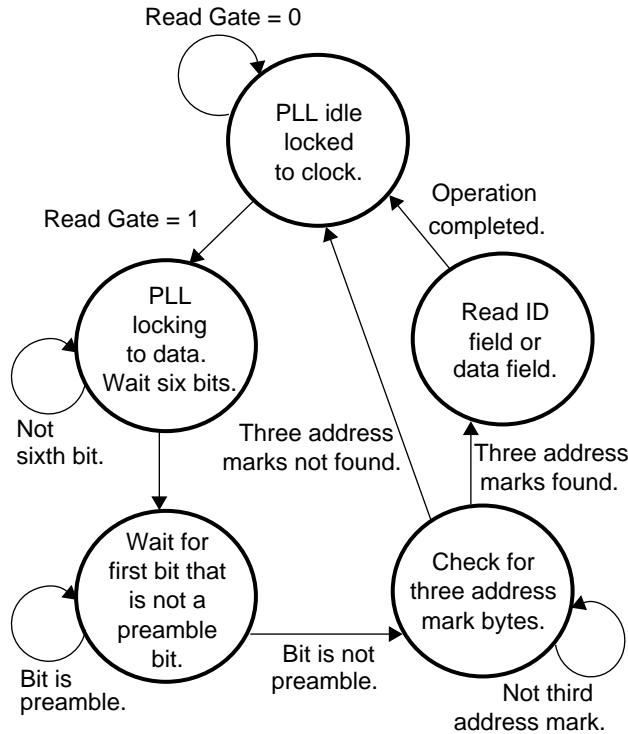 Read Gate = 0
PLL idle
locked
to clock.
Read Gate = 1
Operation
completed.
PLL
locking
to data.
Wait six bits.
Read ID
field or
data field.
Not
sixth bit.
Three address
marks not found.
Three address
marks found.
Wait for
first bit that
is not a
preamble
bit.
Check for
three address
mark bytes.
Bit is
preamble.
Bit is not
preamble.
Not third
address mark.